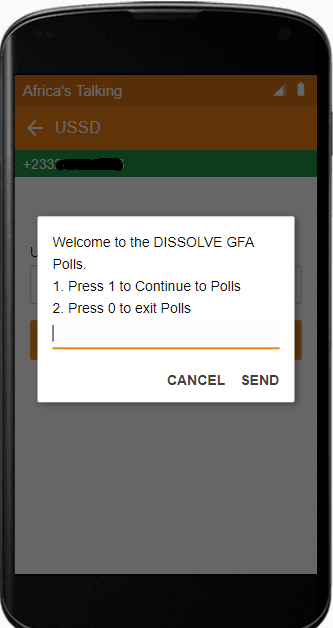 Africa's Talking
USSD
+233
U
Welcome to the DISSOLVE GFA
Polls.
1. Press 1 to Continue to Polls
2. Press 0 to exit Polls
CANCEL SEND